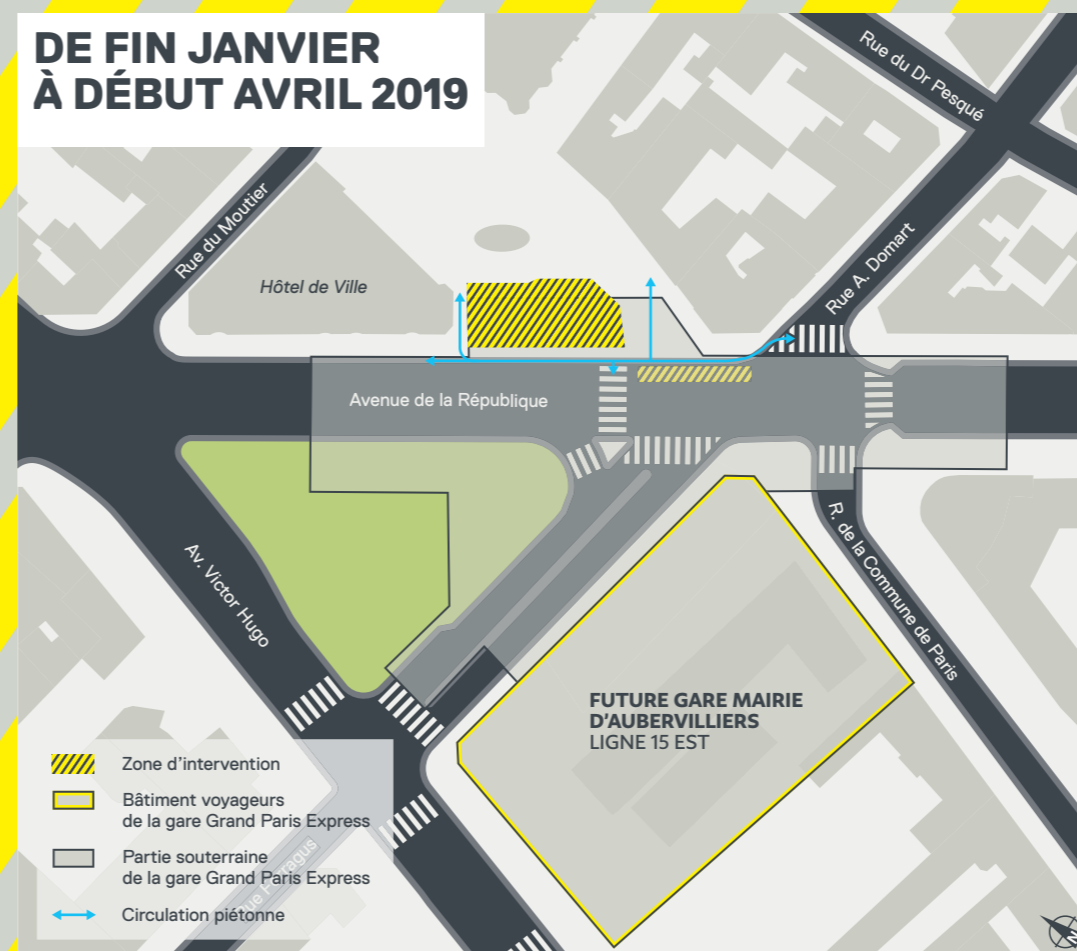 DE FIN JANVIER
À DÉBUT AVRIL 2019
Rue du Dr Pesqué
Rue du Moutier
Hôtel de Ville
Rue A. Domart
Avenue de la République
Av. Victor Hugo
R. de la Commune de Paris
FUTURE GARE MAIRIE
D'AUBERVILLIERS
LIGNE 15 EST
Zone d'intervention
Bâtiment voyageurs
de la gare Grand Paris Express
Partie souterraine
de la gare Grand Paris Express
Circulation piétonne
N